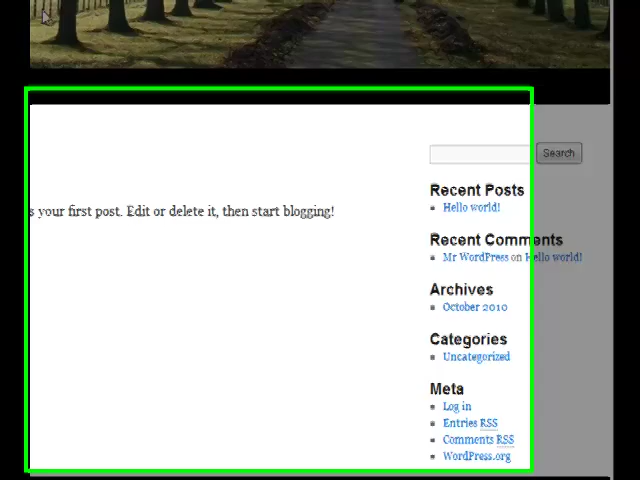 Search
Recent Posts
Hello world!
s your first post. Edit or delete it, then start blogging!
Recent Comments
Mr WordPress on Hello world!
Archives
October 2010
Categories
Uncategorized
Meta
Log in
Entries RSS
Comments RSS
WordPress.org